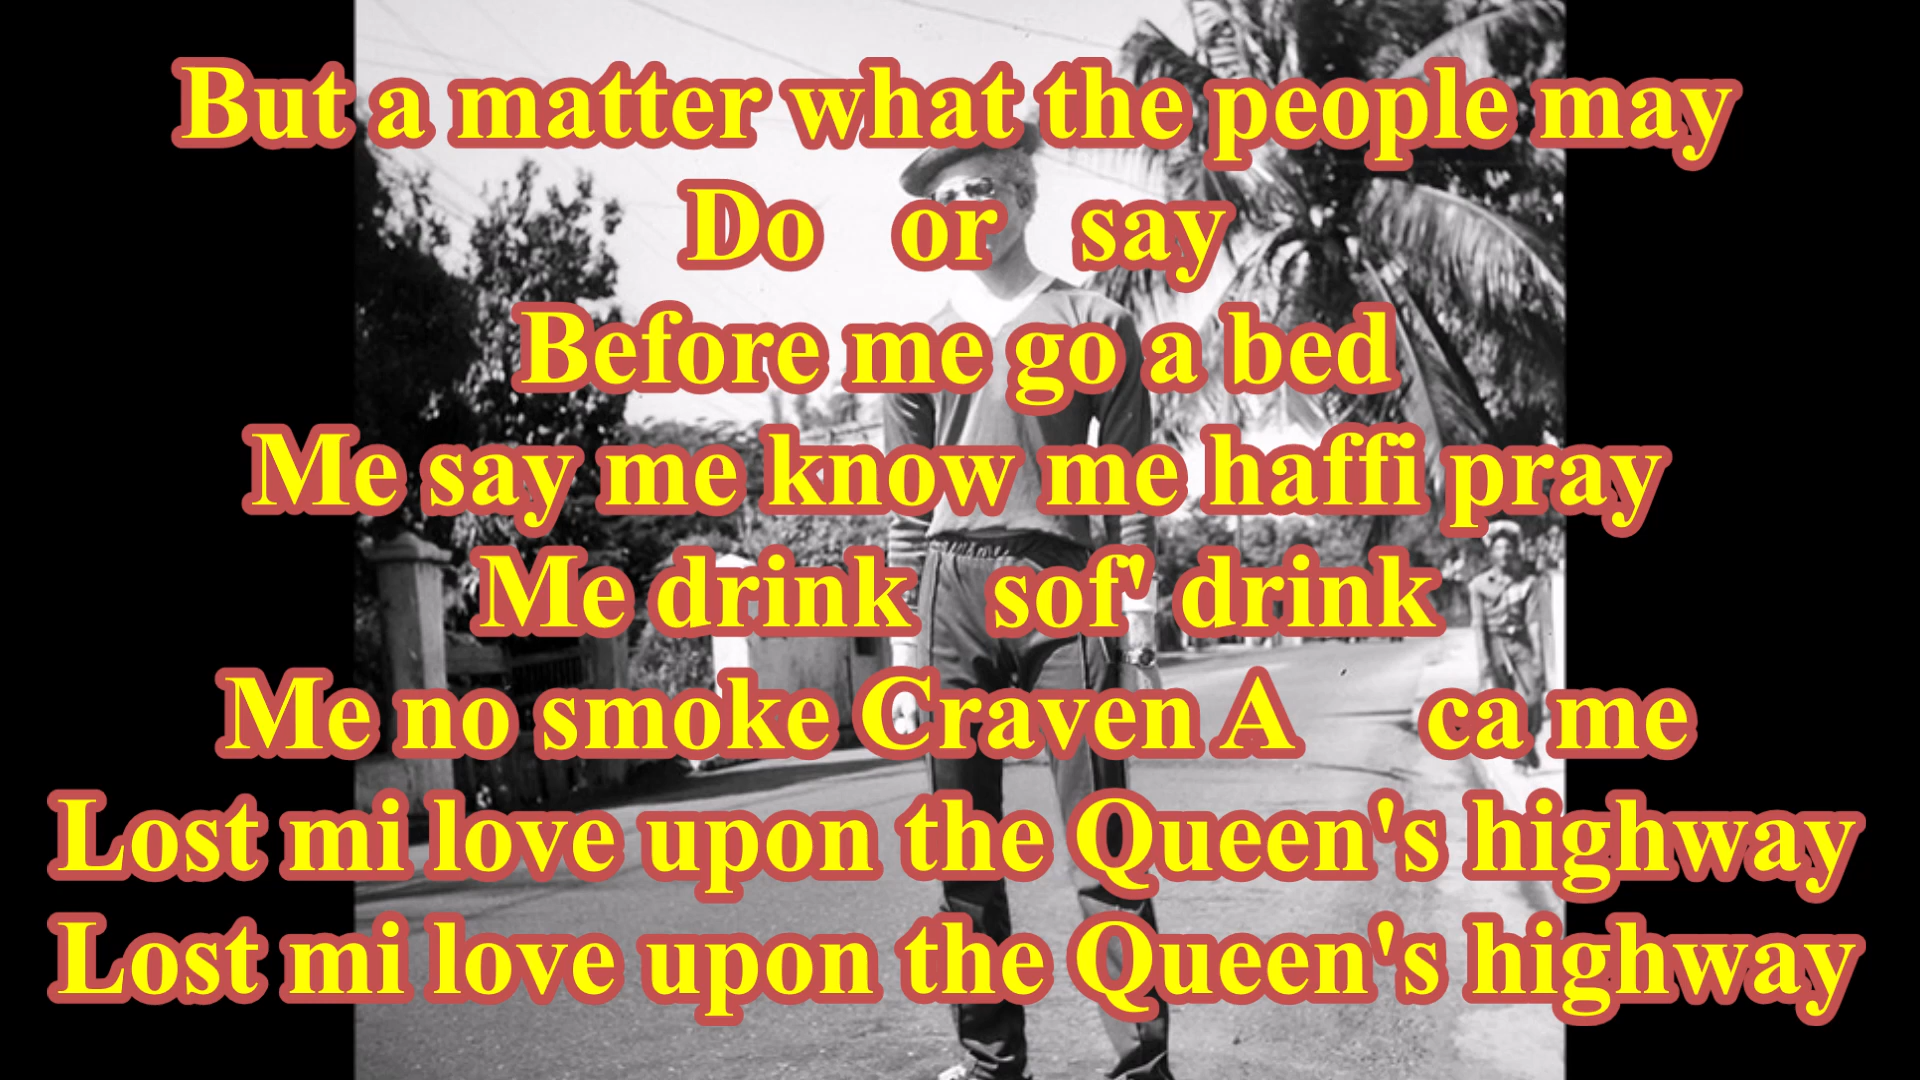 But a matter what the people may
Do or say
Before me go a bed
Me say me know me haffi pray
Me drink sof' drink
Me no smoke Craven A ca me
Lost mi love upon the Queen's highway
Lost mi love upon the Queen's highway